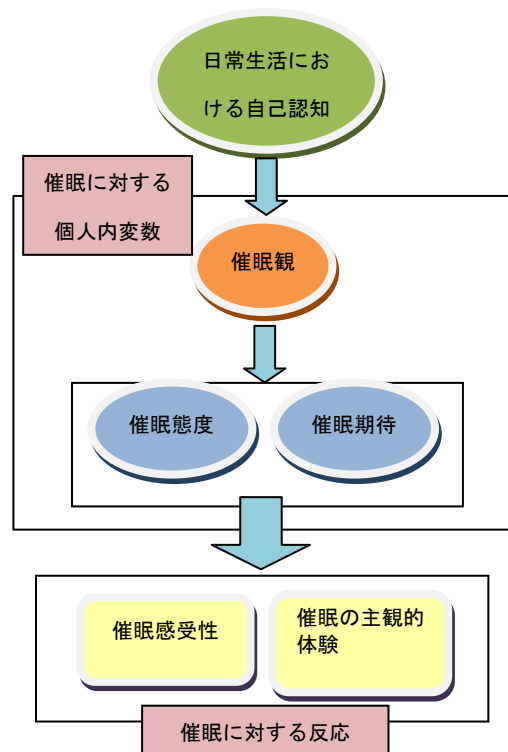 日常生活にお
ける自己認知
催眠に対する
個人内変数
催眠観
催眠態度
催眠期待
催眠感受性
催眠の主観的
体験
催眠に対する反応